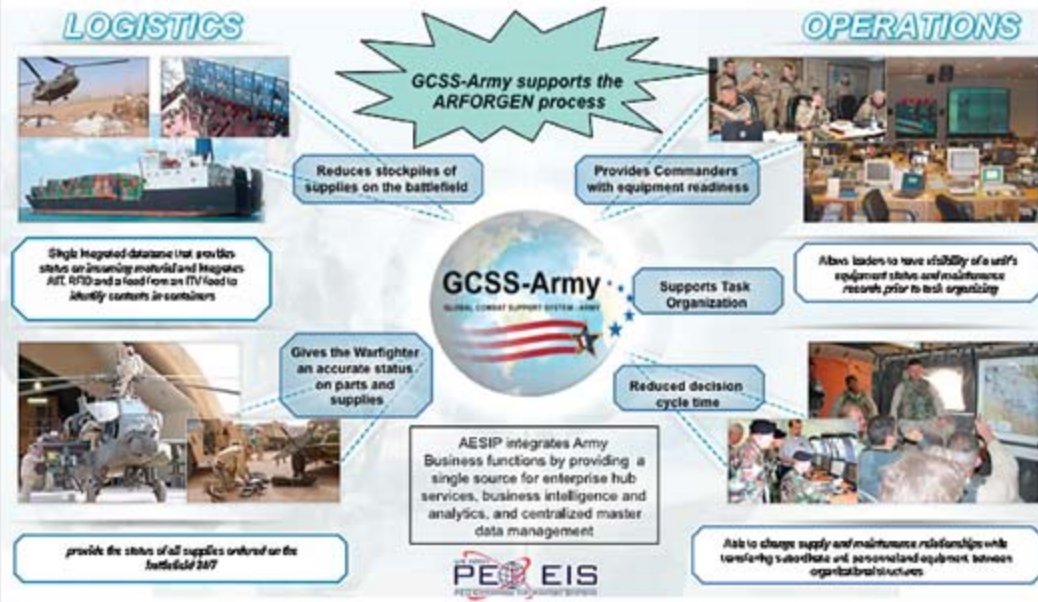 LOGISTICS
OPERATIONS
GCSS-Army supports the
ARFORGEN process
Reduces stockpiles of
supplies on the battlefield
Provides Commanders
with equipment readiness
Single integrated database that provides
status on incoming material and integrates
AIT, RFID and a feed from an ITV feed to
identify contents in containers
GCSS-Army
GLOBAL COMBAT SUPPORT SYSTEM - ARMY
Supports Task
Organization
Allows leaders to have visibility of a unit's
equipment status and maintenance
records prior to task organizing
Gives the Warfighter
an accurate status
on parts and
supplies
Reduced decision
cycle time
AESIP integrates Army
Business functions by providing a
single source for enterprise hub
services, business intelligence and
analytics, and centralized master
data management
provide the status of all supplies ordered on the
battlefield 24/7
Able to change supply and maintenance relationships while
transferring subordinate unit personnel and equipment between
organizational structures
U.S. ARMY
PEO EIS
PEO ENTERPRISE INFORMATION SYSTEMS